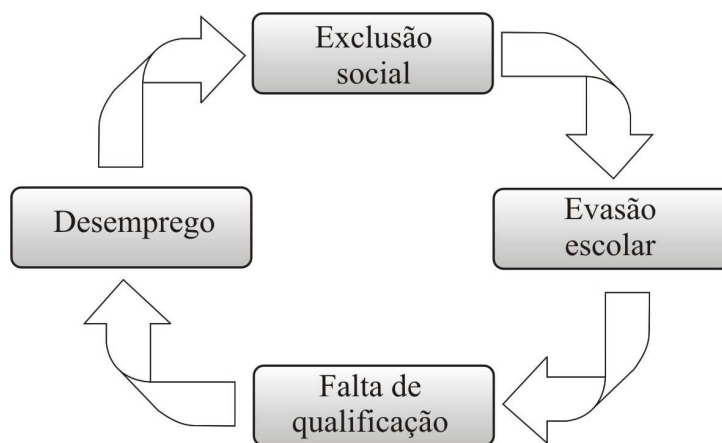 Exclusão
social
Desemprego
Evasão
escolar
Falta de
qualificação